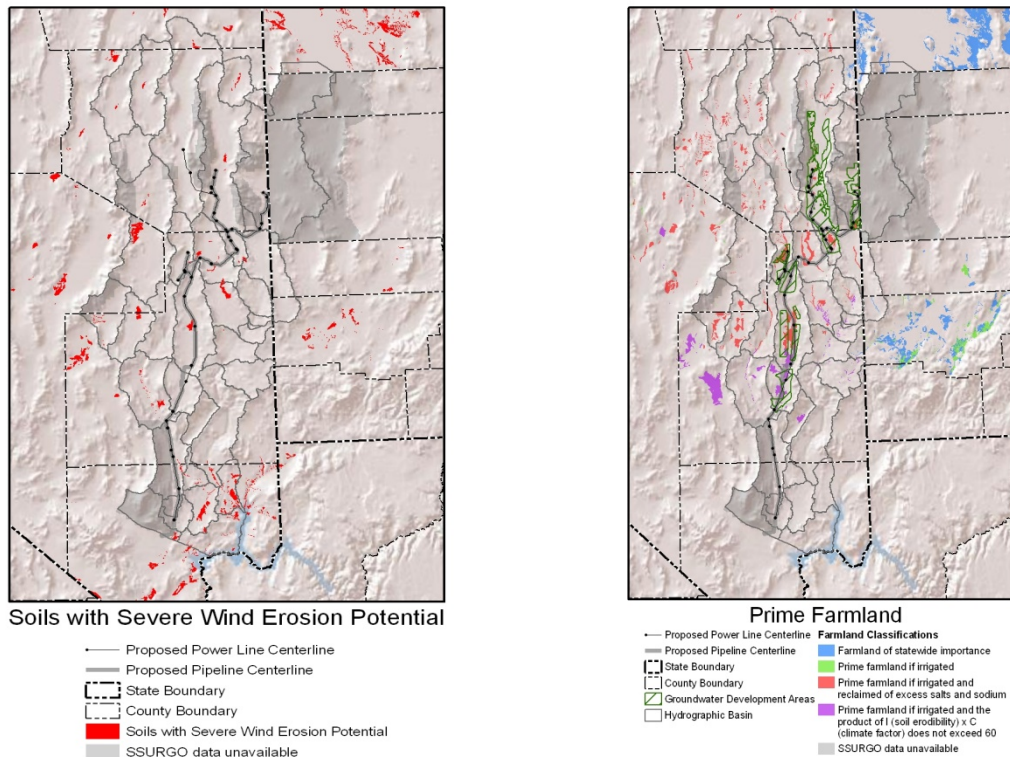 Soils with Severe Wind Erosion Potential
Proposed Power Line Centerline
Proposed Pipeline Centerline
State Boundary
County Boundary
Soils with Severe Wind Erosion Potential
SSURGO data unavailable
Prime Farmland
Proposed Power Line Centerline
Proposed Pipeline Centerline
State Boundary
County Boundary
Groundwater Development Areas
Hydrographic Basin
Farmland Classifications
Farmland of statewide importance
Prime farmland if irrigated
Prime farmland if irrigated and
reclaimed of excess salts and sodium
Prime farmland if irrigated and the
product of I (soil erodibility) x C
(climate factor) does not exceed 60
SSURGO data unavailable